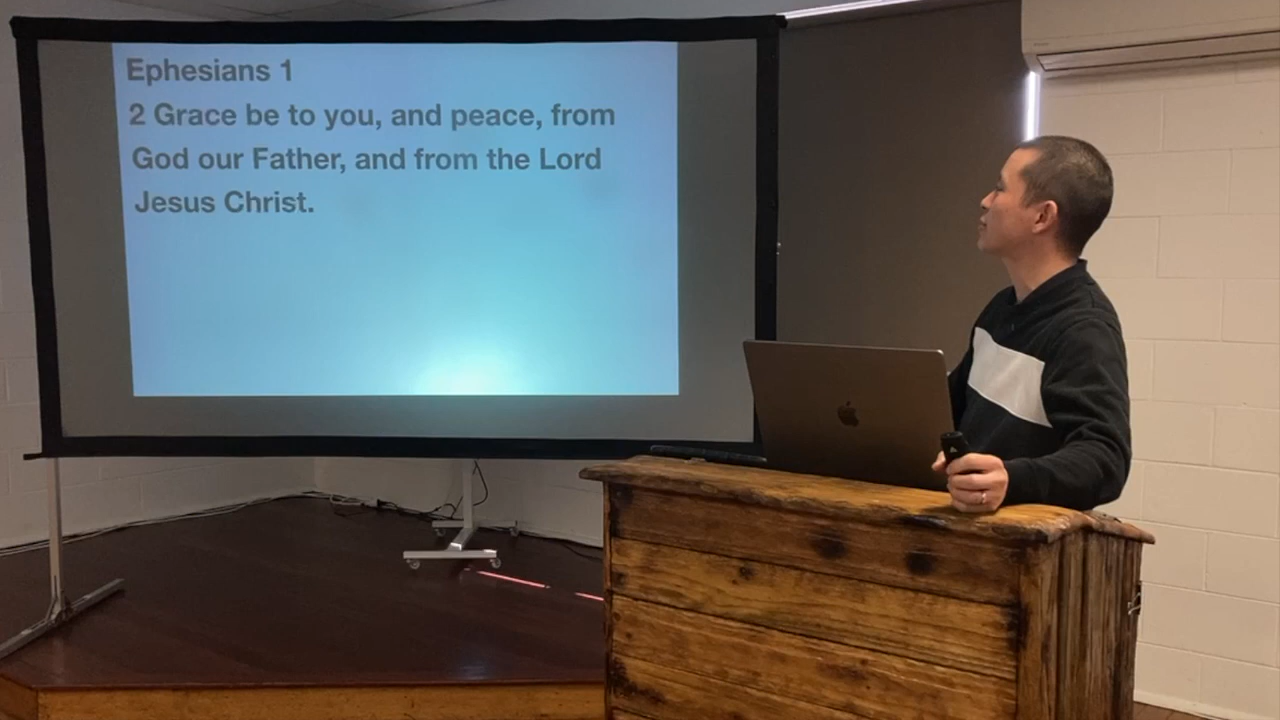 Ephesians 1
2 Grace be to you, and peace, from
God our Father, and from the Lord
Jesus Christ.